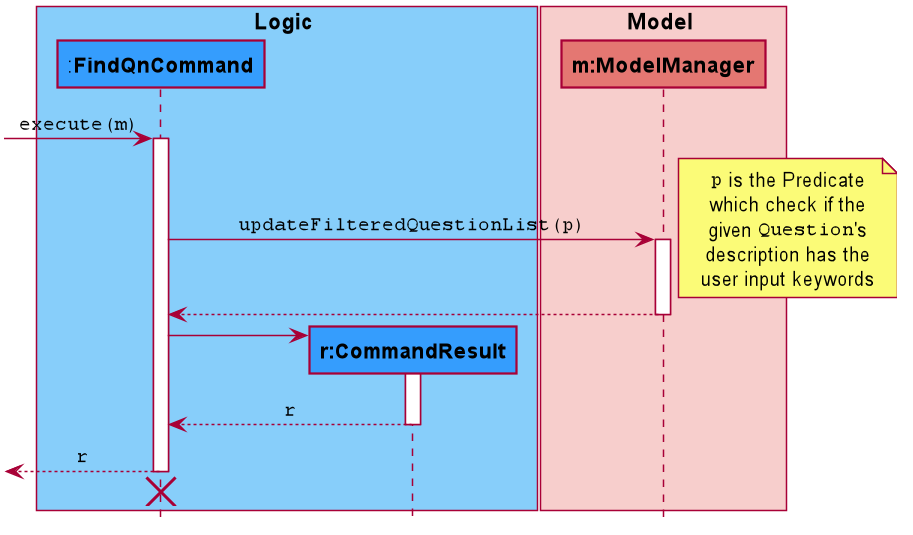 Logic
Model
:FindQnCommand
m:ModelManager
execute(m)
p is the Predicate
which check if the
given Question's
description has the
user input keywords
updateFilteredQuestionList(p)
r:CommandResult
r
r